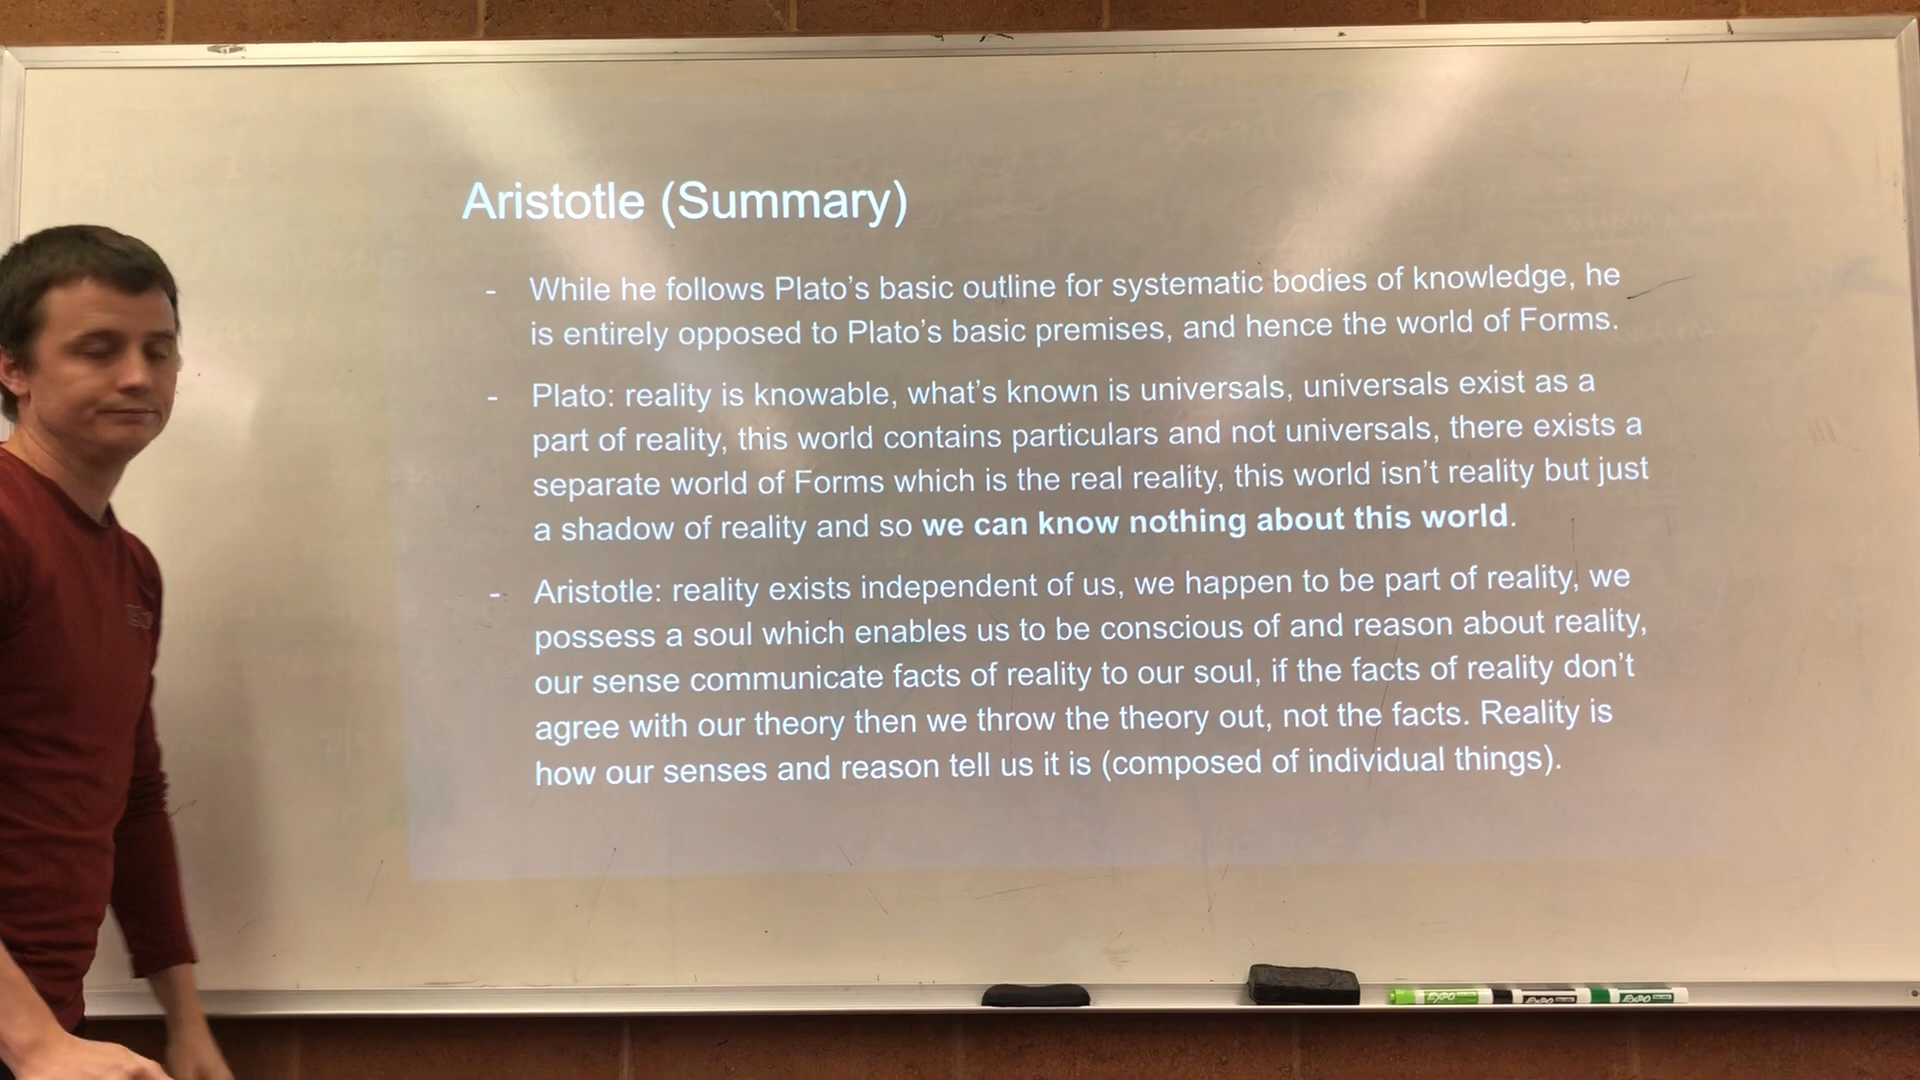 Aristotle (Summary)
- While he follows Plato's basic outline for systematic bodies of knowledge, he
is entirely opposed to Plato's basic premises, and hence the world of Forms.
- Plato: reality is knowable, what's known is universals, universals exist as a
part of reality, this world contains particulars and not universals, there exists a
separate world of Forms which is the real reality, this world isn't reality but just
a shadow of reality and so we can know nothing about this world.
- Aristotle: reality exists independent of us, we happen to be part of reality, we
possess a soul which enables us to be conscious of and reason about reality,
our sense communicate facts of reality to our soul, if the facts of reality don't
agree with our theory then we throw the theory out, not the facts. Reality is
how our senses and reason tell us it is (composed of individual things).
EXPO EXPO EXPO